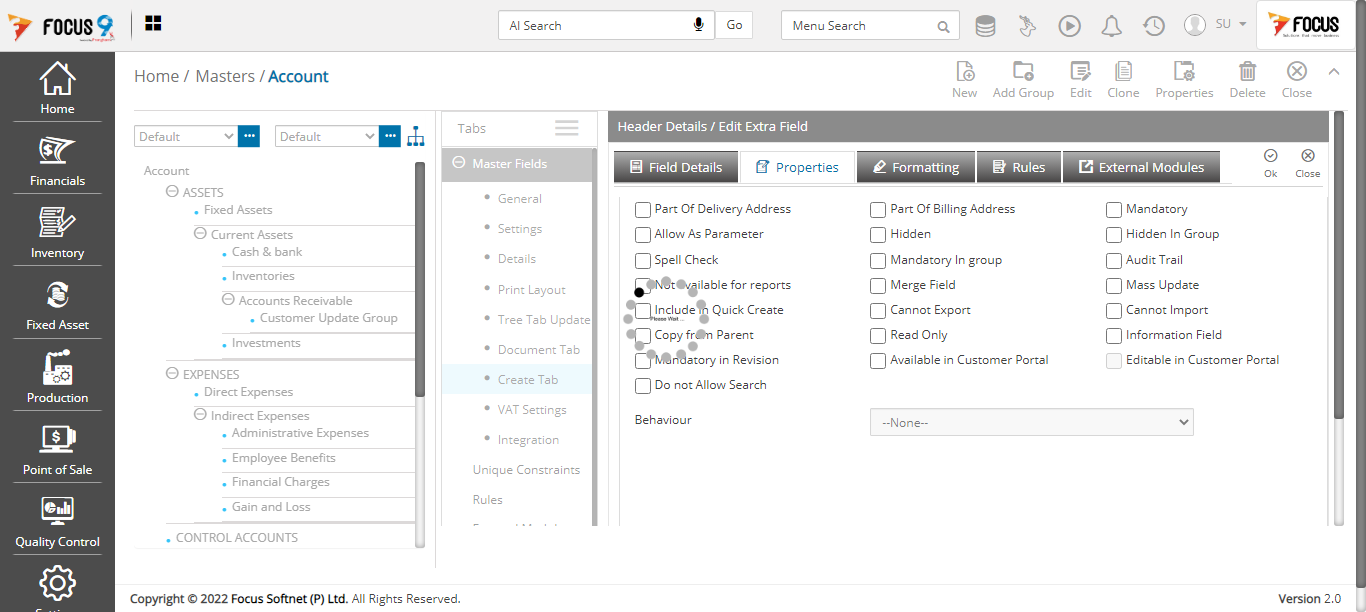 FOCUS 9
AI Search
Go
Menu Search
SU
FOCUS
Home / Masters / Account
New
Add Group
Edit
Clone
Properties
Delete
Close
Home
Financials
Inventory
Fixed Asset
Production
Point of Sale
Quality Control
Default
Default
Account
ASSETS
Fixed Assets
Current Assets
Cash & bank
Inventories
Accounts Receivable
Customer Update Group
Investments
EXPENSES
Direct Expenses
Indirect Expenses
Administrative Expenses
Employee Benefits
Financial Charges
Gain and Loss
CONTROL ACCOUNTS
Tabs
Master Fields
General
Settings
Details
Print Layout
Tree Tab Update
Document Tab
Create Tab
VAT Settings
Integration
Unique Constraints
Rules
Header Details / Edit Extra Field
Field Details
Properties
Formatting
Rules
External Modules
Ok
Close
Part Of Delivery Address
Part Of Billing Address
Mandatory
Allow As Parameter
Hidden
Hidden In Group
Spell Check
Mandatory In group
Audit Trail
Not available for reports
Merge Field
Mass Update
Include in Quick Create
Cannot Export
Cannot Import
Please Wait ...
Copy from Parent
Read Only
Information Field
Mandatory in Revision
Available in Customer Portal
Editable in Customer Portal
Do not Allow Search
Behaviour
--None--
Copyright © 2022 Focus Softnet (P) Ltd. All Rights Reserved.
Version 2.0